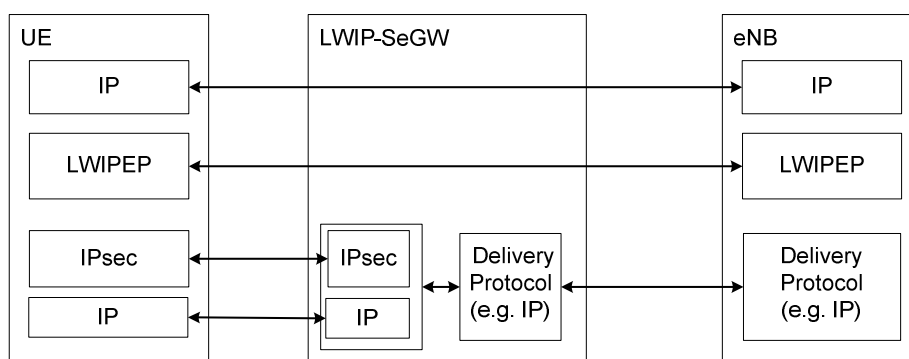 UE
LWIP-SeGW
eNB
IP
IP
LWIPEP
LWIPEP
IPsec
IPsec
Delivery
Protocol
(e.g. IP)
Delivery
Protocol
(e.g. IP)
IP
IP